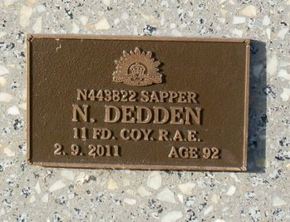 N443822 SAPPER
N. DEDDEN
11 FD. COY. R.A.E.
2. 9. 2011 AGE 92